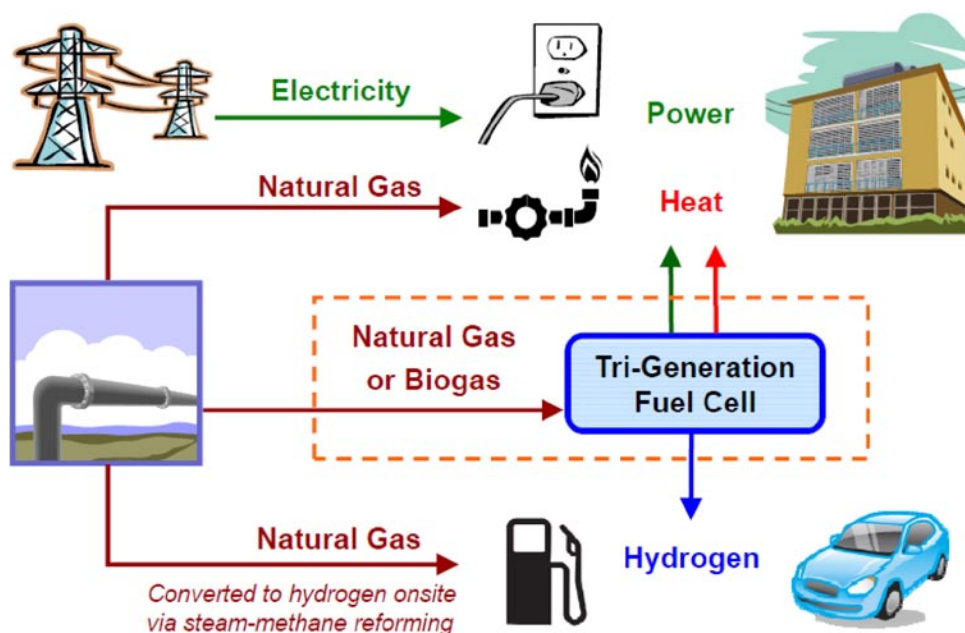 Electricity
Power
Natural Gas
Heat
Natural Gas
or Biogas
Tri-Generation
Fuel Cell
Natural Gas
Hydrogen
Converted to hydrogen onsite
via steam-methane reforming